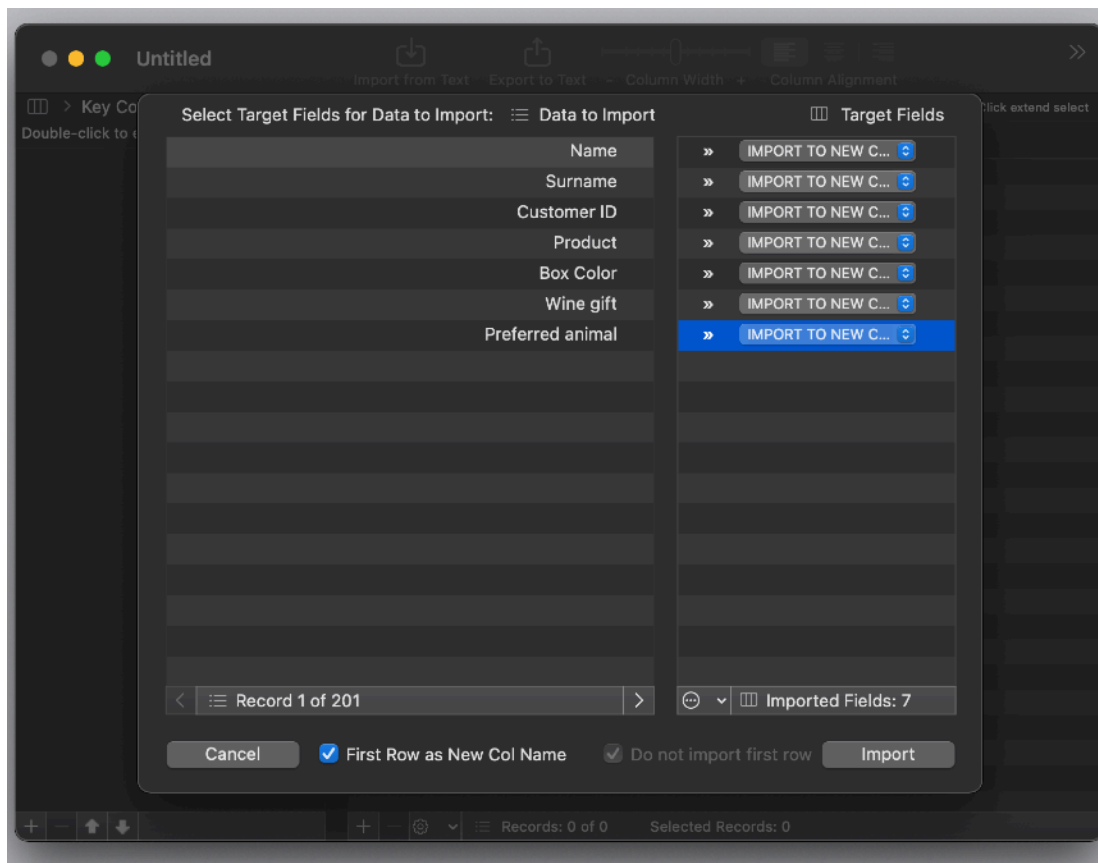 Untitled
Import from Text Export to Text - Column Width + Column Alignment
> Key Co
Click extend select
Double-click to e
Select Target Fields for Data to Import: Data to Import Target Fields
Name » IMPORT TO NEW C...
Surname » IMPORT TO NEW C...
Customer ID » IMPORT TO NEW C...
Product » IMPORT TO NEW C...
Box Color » IMPORT TO NEW C...
Wine gift » IMPORT TO NEW C...
Preferred animal » IMPORT TO NEW C...
Record 1 of 201 Imported Fields: 7
Cancel First Row as New Col Name Do not import first row Import
Records: 0 of 0 Selected Records: 0